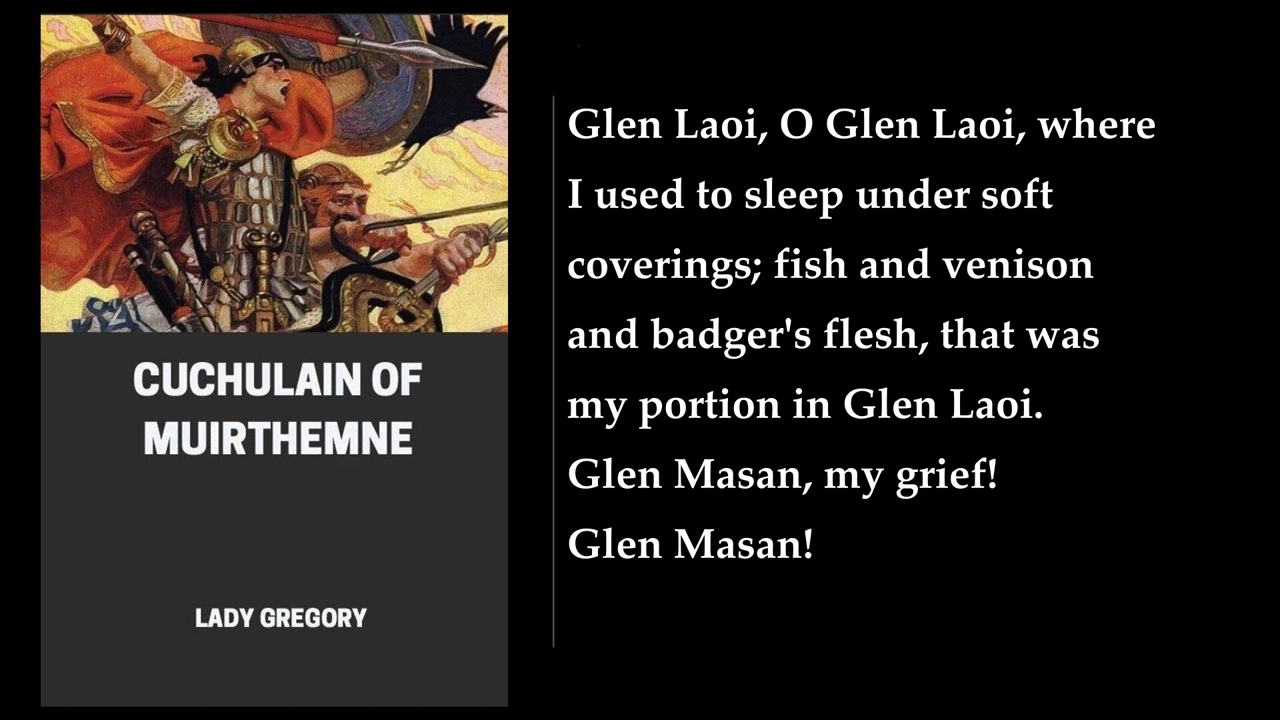 CUCHULAIN OF
MUIRTHEMNE
LADY GREGORY
Glen Laoi, O Glen Laoi, where
I used to sleep under soft
coverings; fish and venison
and badger's flesh, that was
my portion in Glen Laoi.
Glen Masan, my grief!
Glen Masan!